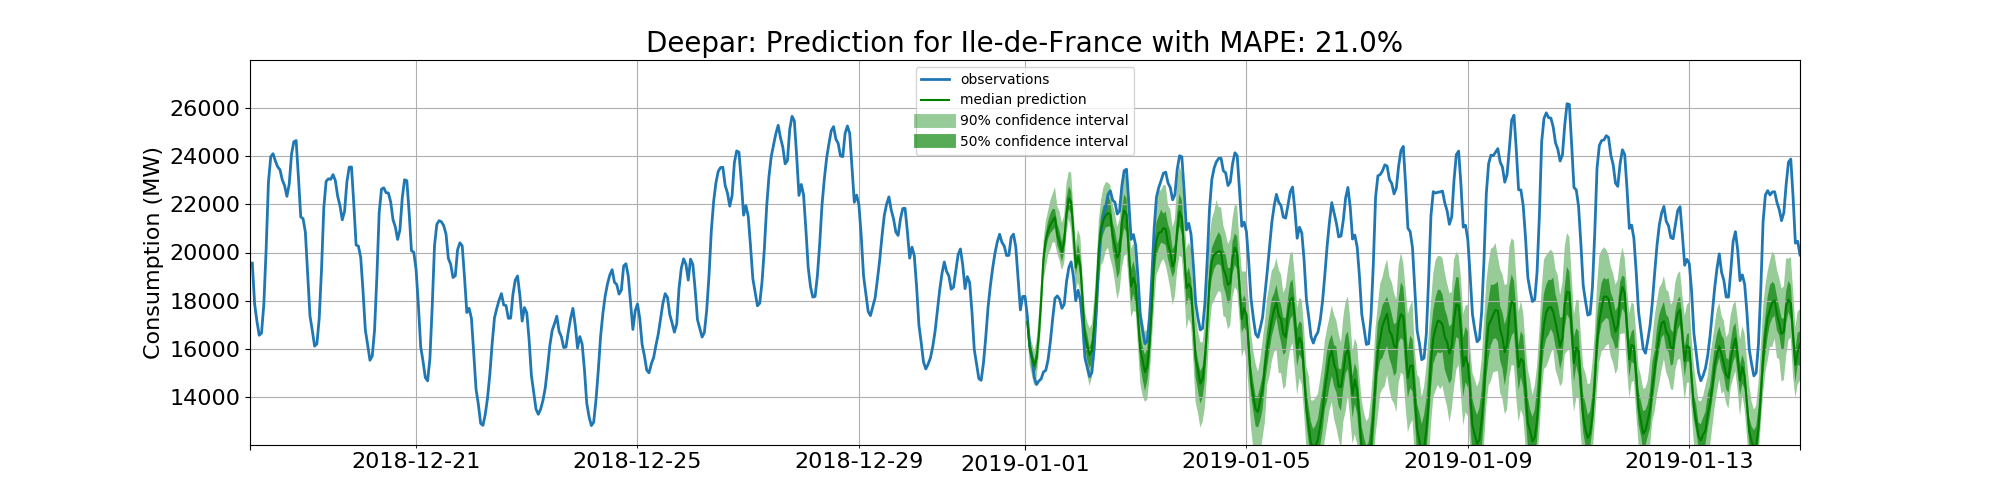 Deepar: Prediction for Ile-de-France with MAPE: 21.0%
observations
median prediction
90% confidence interval
50% confidence interval
Consumption (MW)
26000
24000
22000
20000
18000
16000
14000
2018-12-21
2018-12-25
2018-12-29
2019-01-01
2019-01-05
2019-01-09
2019-01-13